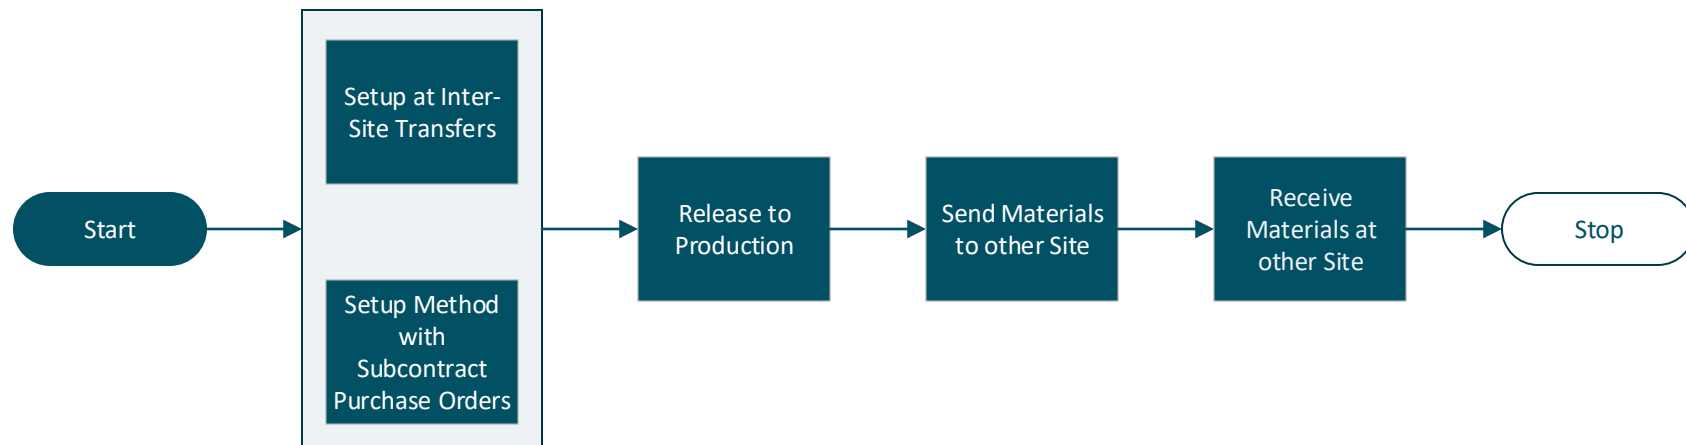 Start
Setup at Inter-
Site Transfers
Setup Method
with
Subcontract
Purchase Orders
Release to
Production
Send Materials
to other Site
Receive
Materials at
other Site
Stop